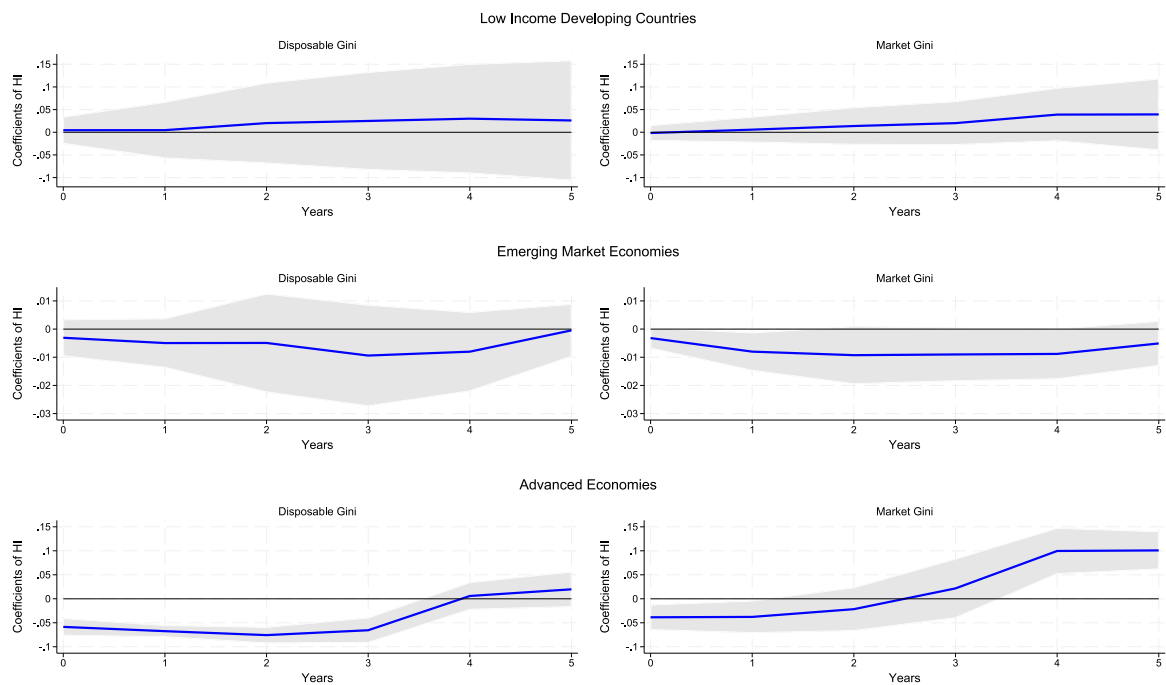 Low Income Developing Countries
Disposable Gini
Market Gini
Coefficients of HI
.15
.1
.05
0
-.05
-.1
0 1 2 3 4 5
Years
Coefficients of HI
.15
.1
.05
0
-.05
-.1
0 1 2 3 4 5
Years
Emerging Market Economies
Disposable Gini
Market Gini
Coefficients of HI
.01
0
-.01
-.02
-.03
0 1 2 3 4 5
Years
Coefficients of HI
.01
0
-.01
-.02
-.03
0 1 2 3 4 5
Years
Advanced Economies
Disposable Gini
Market Gini
Coefficients of HI
.15
.1
.05
0
-.05
-.1
0 1 2 3 4 5
Years
Coefficients of HI
.15
.1
.05
0
-.05
-.1
0 1 2 3 4 5
Years